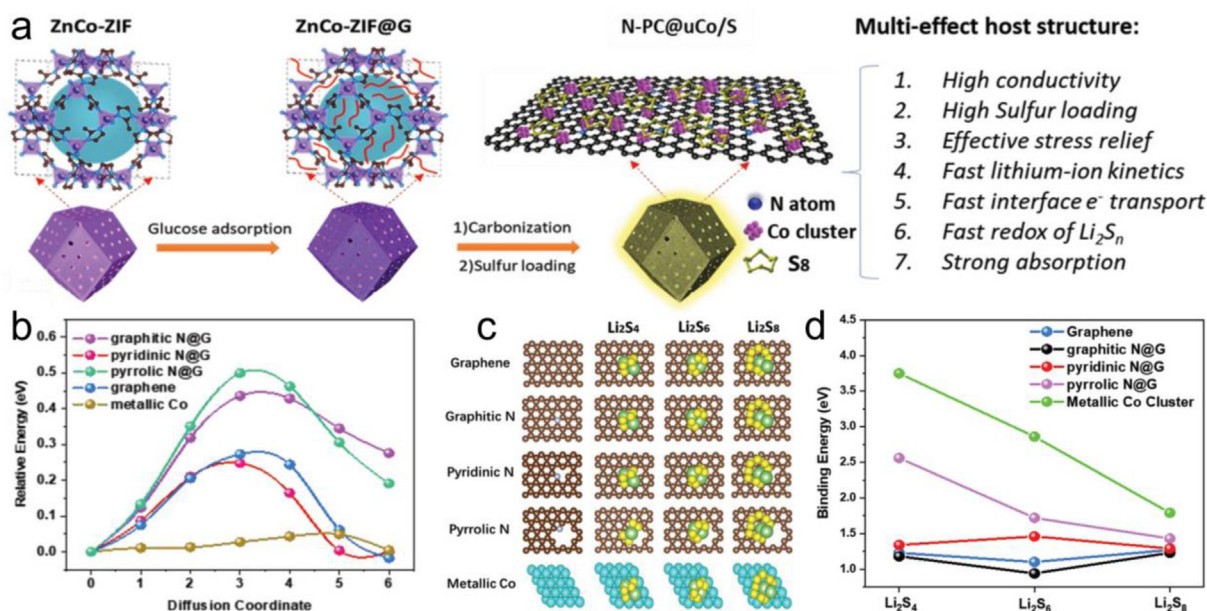 a
ZnCo-ZIF
ZnCo-ZIF@G
N-PC@uCo/S
Multi-effect host structure:
Glucose adsorption
1)Carbonization
2)Sulfur loading
N atom
Co cluster
S8
1. High conductivity
2. High Sulfur loading
3. Effective stress relief
4. Fast lithium-ion kinetics
5. Fast interface e⁻ transport
6. Fast redox of Li₂Sₙ
7. Strong absorption
b
Relative Energy (eV)
0.6
0.5
0.4
0.3
0.2
0.1
0.0
graphitic N@G
pyridinic N@G
pyrrolic N@G
graphene
metallic Co
0 1 2 3 4 5 6
Diffusion Coordinate
c
Li2S4 Li2S6 Li2S8
Graphene
Graphitic N
Pyridinic N
Pyrrolic N
Metallic Co
d
Binding Energy (eV)
4.5
4.0
3.5
3.0
2.5
2.0
1.5
1.0
Graphene
graphitic N@G
pyridinic N@G
pyrrolic N@G
Metallic Co Cluster
Li₂S₄ Li₂S₆ Li₂S₈